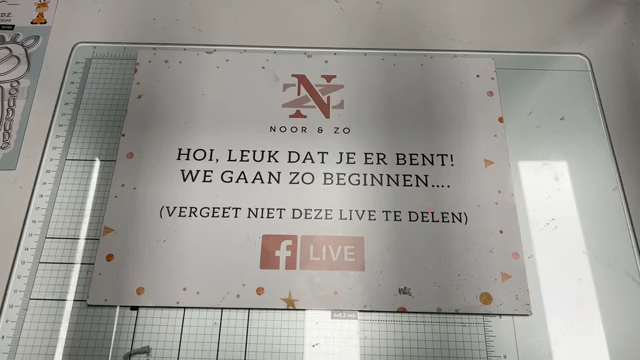 NZ
NOOR & ZO
HOI, LEUK DAT JE ER BENT!
WE GAAN ZO BEGINNEN....
(VERGEET NIET DEZE LIVE TE DELEN)
f LIVE